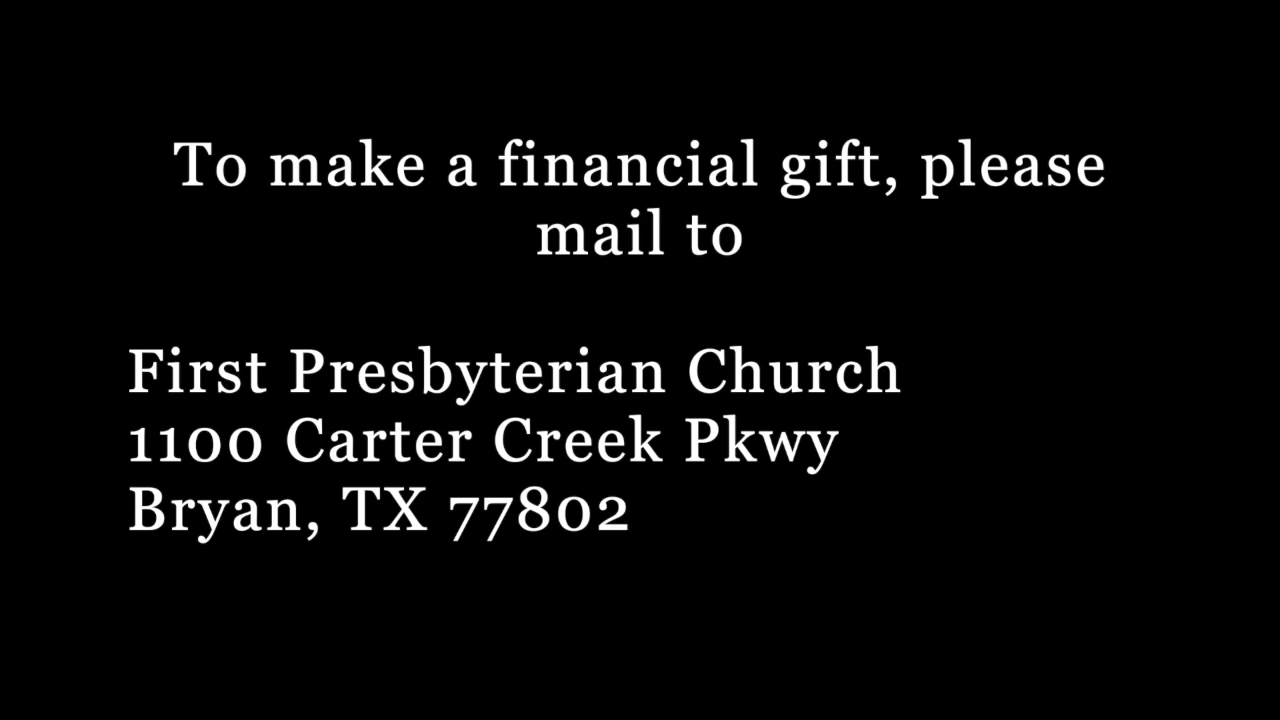 To make a financial gift, please
mail to
First Presbyterian Church
1100 Carter Creek Pkwy
Bryan, TX 77802